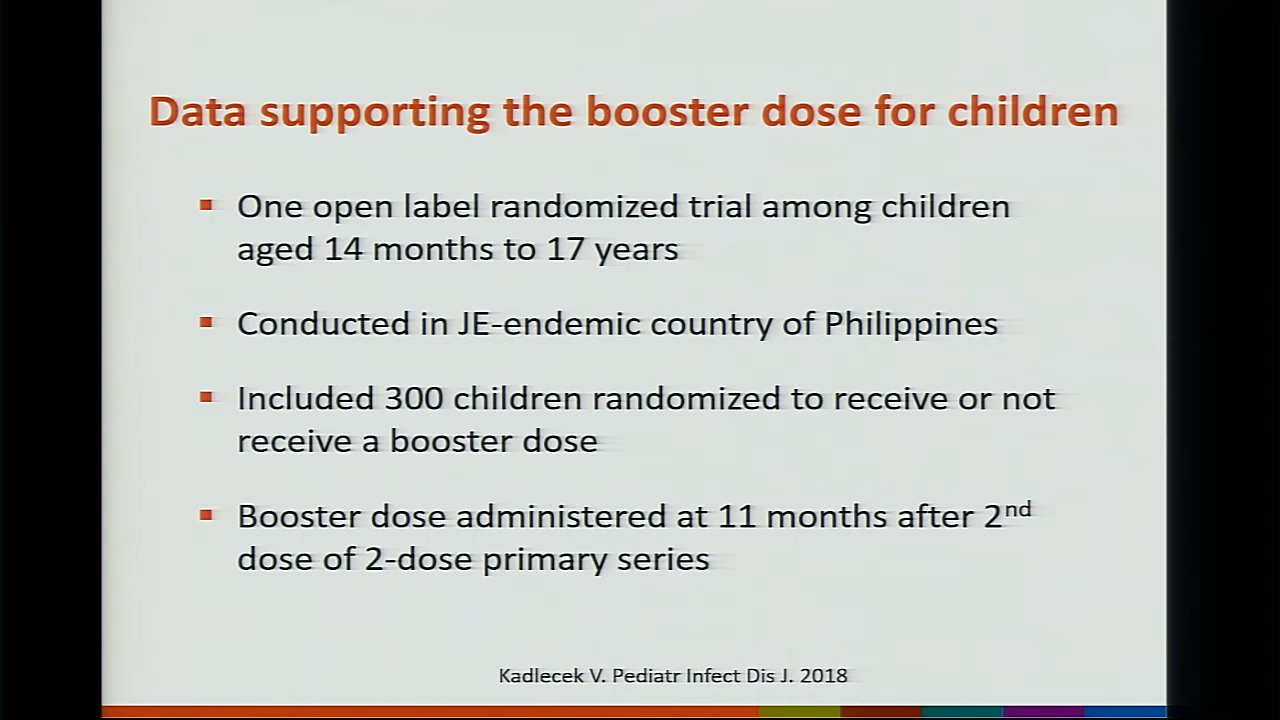 Data supporting the booster dose for children
One open label randomized trial among children
aged 14 months to 17 years
Conducted in JE-endemic country of Philippines
Included 300 children randomized to receive or not
receive a booster dose
Booster dose administered at 11 months after 2nd
dose of 2-dose primary series
Kadlecek V. Pediatr Infect Dis J. 2018